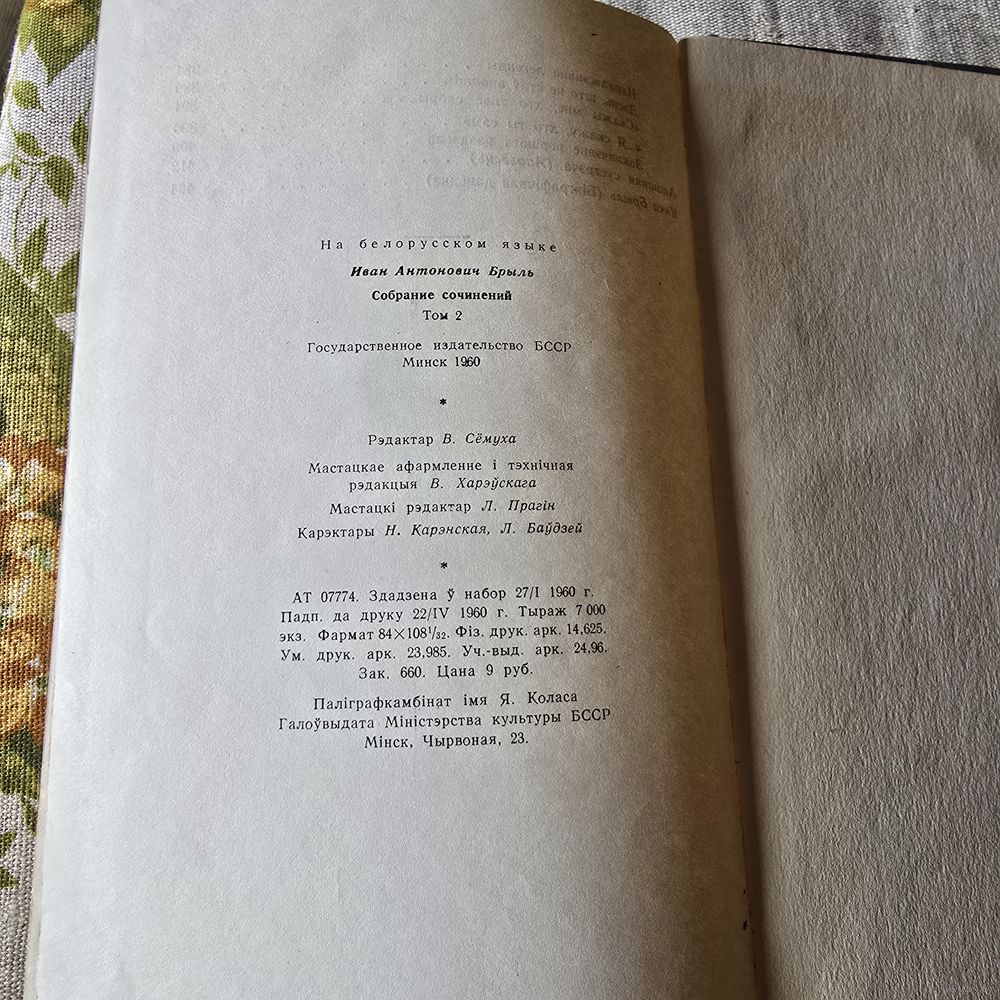 На белорусском языке
Иван Антонович Брыль
Собрание сочинений
Том 2
Государственное издательство БССР
Минск 1960
*
Рэдактар В. Сёмуха
Мастацкае афармленне і тэхнічная
рэдакцыя В. Харэўскага
Мастацкі рэдактар Л. Прагін
Карэктары Н. Карэнская, Л. Баўдзей
*
АТ 07774. Здадзена ў набор 27/I 1960 г.
Падп. да друку 22/IV 1960 г. Тыраж 7 000
экз. Фармат 84×108 1/32. Фіз. друк. арк. 14,625.
Ум. друк. арк. 23,985. Уч.-выд. арк. 24,96.
Зак. 660. Цана 9 руб.
Паліграфкамбінат імя Я. Коласа
Галоўвыдата Міністэрства культуры БССР
Мінск, Чырвоная, 23.